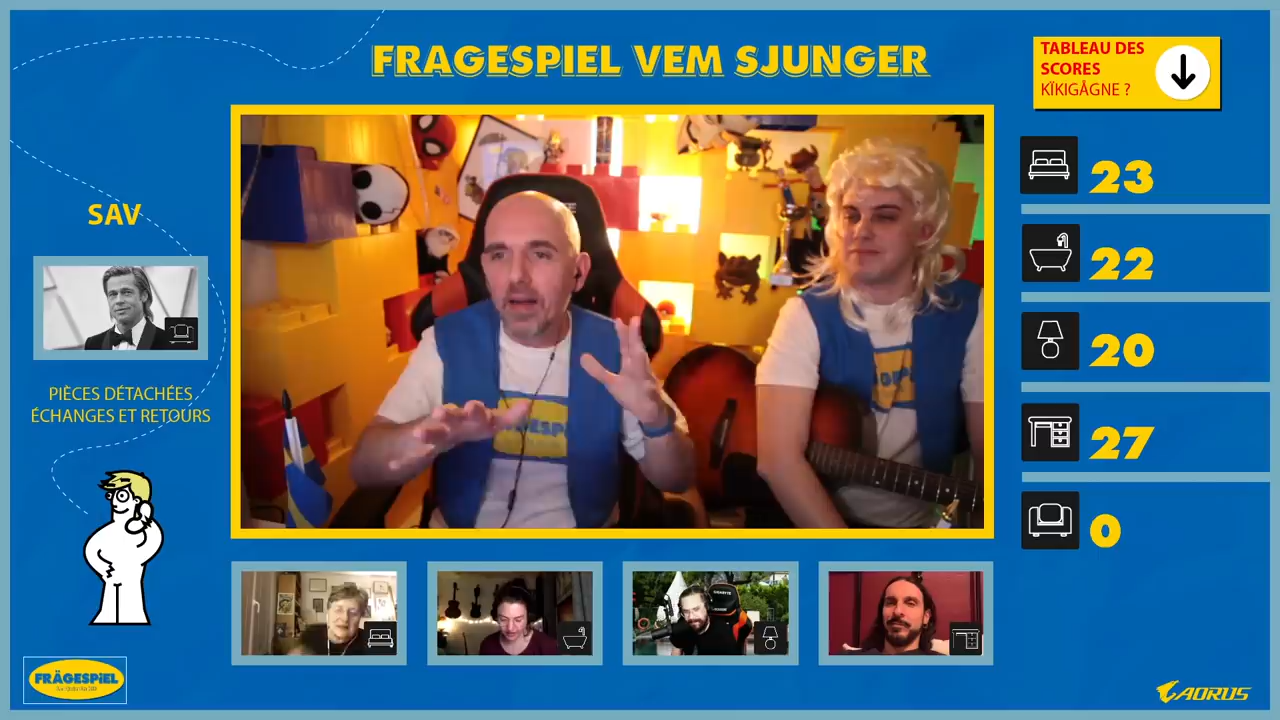 FRAGESPIEL VEM SJUNGER
TABLEAU DES
SCORES
KÏKIGÅGNE ?
23
22
20
27
0
SAV
PIÈCES DÉTACHÉES
ÉCHANGES ET RETOURS
FRÄGESPiEL
AORUS